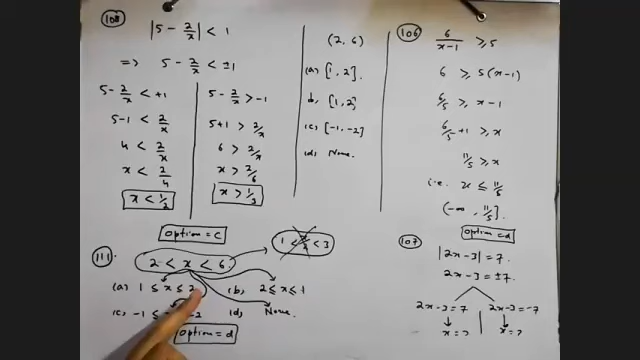 108
|5 - 2/x| < 1
=> 5 - 2/x < ±1
5 - 2/x < +1
5-1 < 2/x
4 < 2/x
x < 2/4
x < 1/2
5 - 2/x > -1
5+1 > 2/x
6 > 2/x
x > 2/6
x > 1/3
option = c
(2, 6)
(a) [1, 2].
b, [1, 2)
(c) [-1, -2]
(d) None.
106
6/(x-1) ≥ 5
6 ≥ 5(x-1)
6/5 ≥ x-1
6/5 + 1 ≥ x
11/5 ≥ x
i.e. x ≤ 11/5
(-∞, 11/5].
option = d
111.
2 < x < 6.
1 < x/2 < 3
(a) 1 ≤ x ≤ 2
(b, 2 ≤ x ≤ 1
(c, -1 ≤ -2
(d, None.
option = d
107
|2x-3| = 7.
2x-3 = ±7
2x-3 = 7
x = ?
2x-3 = -7
x = ?